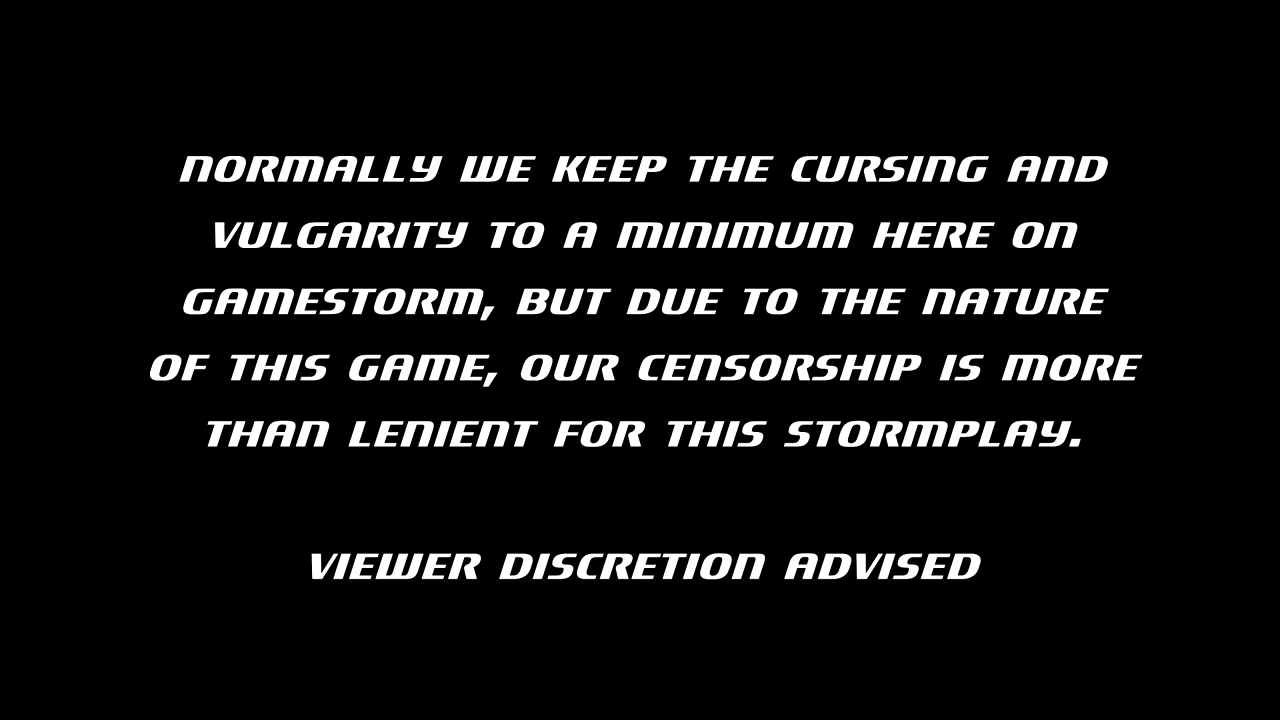 NORMALLY WE KEEP THE CURSING AND
VULGARITY TO A MINIMUM HERE ON
GAMESTORM, BUT DUE TO THE NATURE
OF THIS GAME, OUR CENSORSHIP IS MORE
THAN LENIENT FOR THIS STORMPLAY.
VIEWER DISCRETION ADVISED